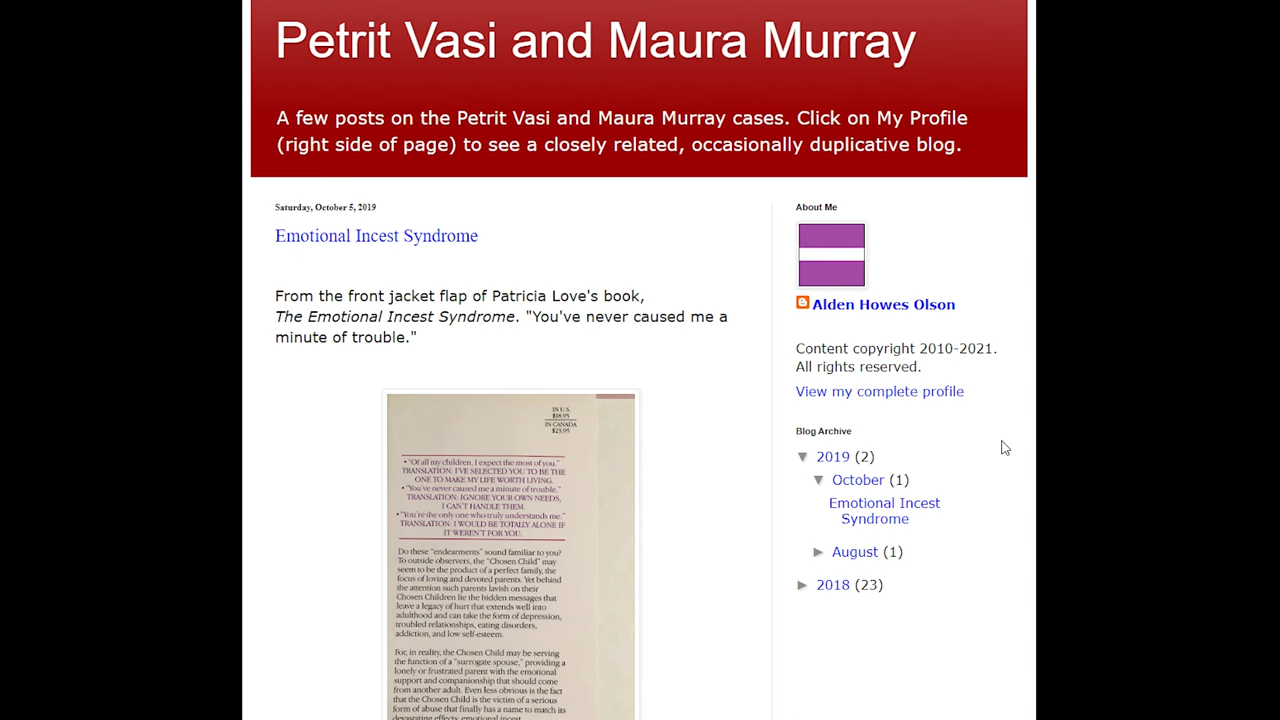 Petrit Vasi and Maura Murray
A few posts on the Petrit Vasi and Maura Murray cases. Click on My Profile
(right side of page) to see a closely related, occasionally duplicative blog.
Saturday, October 5, 2019
Emotional Incest Syndrome
From the front jacket flap of Patricia Love's book,
The Emotional Incest Syndrome. "You've never caused me a
minute of trouble."
IN U.S.
$18.95
IN CANADA
$23.95
• "Of all my children, I expect the most of you."
TRANSLATION: I'VE SELECTED YOU TO BE THE
ONE TO MAKE MY LIFE WORTH LIVING.
• "You've never caused me a minute of trouble."
TRANSLATION: IGNORE YOUR OWN NEEDS,
I CAN'T HANDLE THEM.
• "You're the only one who truly understands me."
TRANSLATION: I WOULD BE TOTALLY ALONE IF
IT WEREN'T FOR YOU.
Do these "endearments" sound familiar to you?
To outside observers, the "Chosen Child" may
seem to be the product of a perfect family, the
focus of loving and devoted parents. Yet behind
the attention such parents lavish on their
Chosen Children lie the hidden messages that
leave a legacy of hurt that extends well into
adulthood and can take the form of depression,
troubled relationships, eating disorders,
addiction, and low self-esteem.
For, in reality, the Chosen Child may be serving
the function of a "surrogate spouse," providing a
lonely or frustrated parent with the emotional
support and companionship that should come
from another adult. Even less obvious is the fact
that the Chosen Child is the victim of a serious
form of abuse that finally has a name to match its
devastating effects: emotional incest.
About Me
Alden Howes Olson
Content copyright 2010-2021.
All rights reserved.
View my complete profile
Blog Archive
▼ 2019 (2)
▼ October (1)
Emotional Incest
Syndrome
► August (1)
► 2018 (23)